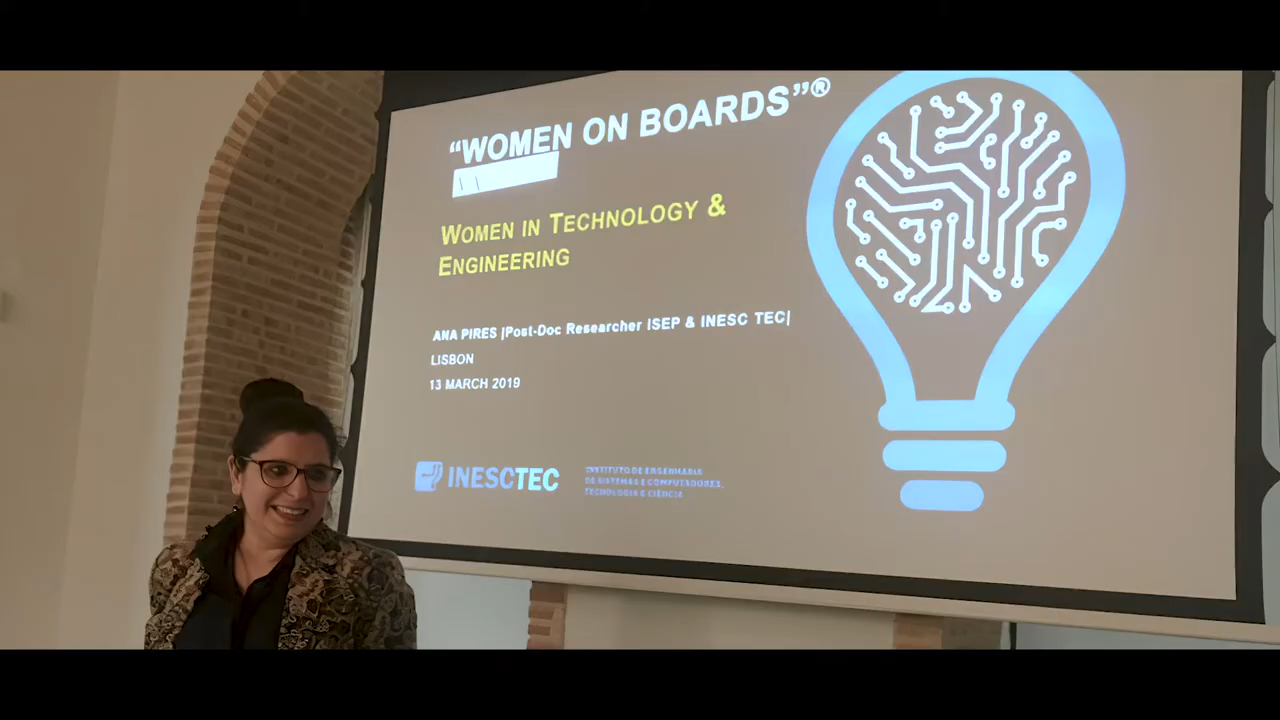 “WOMEN ON BOARDS”®
WOMEN IN TECHNOLOGY &
ENGINEERING
ANA PIRES |Post-Doc Researcher ISEP & INESC TEC|
LISBON
13 MARCH 2019
INESCTEC
INSTITUTO DE ENGENHARIA
DE SISTEMAS E COMPUTADORES,
TECNOLOGIA E CIÊNCIA